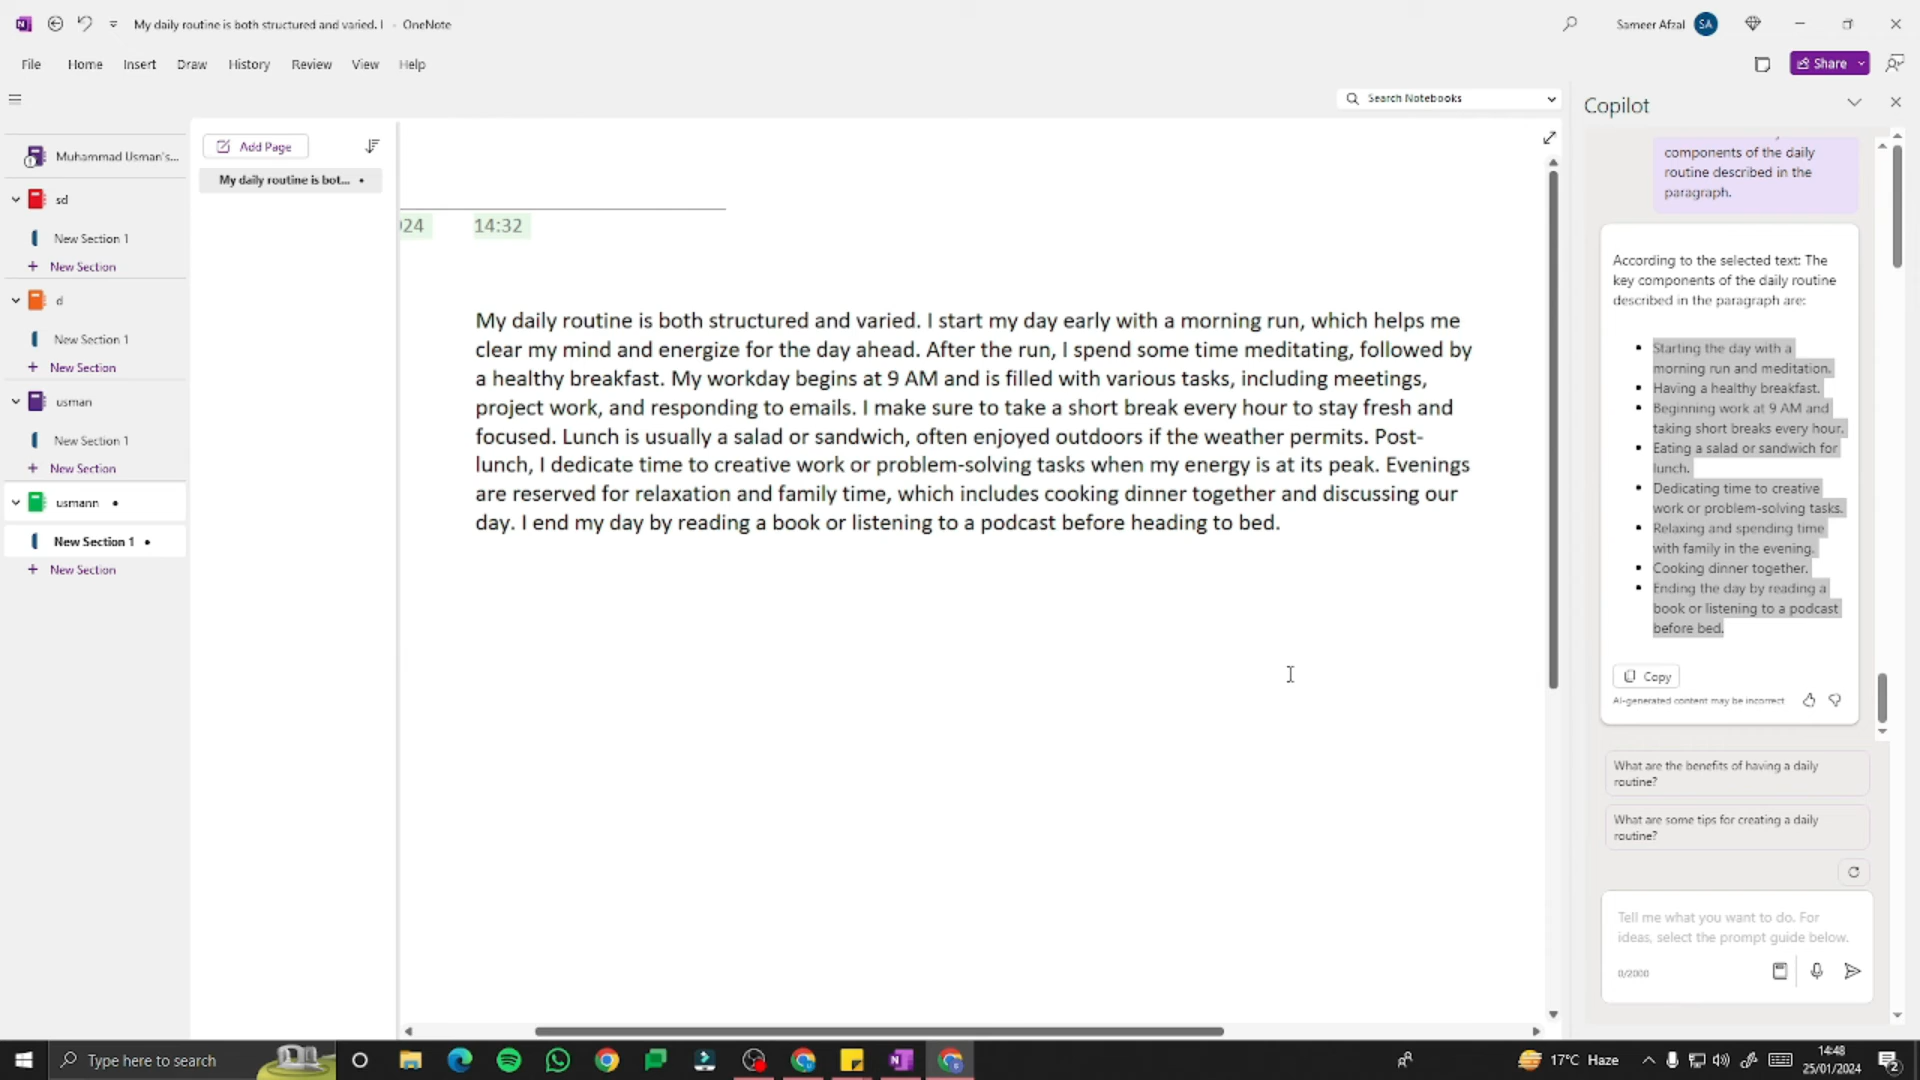 My daily routine is both structured and varied. I - OneNote
Sameer Afzal SA
File Home Insert Draw History Review View Help
Share
Search Notebooks
Copilot
Muhammad Usman's...
sd
New Section 1
+ New Section
d
New Section 1
+ New Section
usman
New Section 1
+ New Section
usmann
New Section 1
+ New Section
Add Page
My daily routine is bot...
24 14:32
My daily routine is both structured and varied. I start my day early with a morning run, which helps me
clear my mind and energize for the day ahead. After the run, I spend some time meditating, followed by
a healthy breakfast. My workday begins at 9 AM and is filled with various tasks, including meetings,
project work, and responding to emails. I make sure to take a short break every hour to stay fresh and
focused. Lunch is usually a salad or sandwich, often enjoyed outdoors if the weather permits. Post-
lunch, I dedicate time to creative work or problem-solving tasks when my energy is at its peak. Evenings
are reserved for relaxation and family time, which includes cooking dinner together and discussing our
day. I end my day by reading a book or listening to a podcast before heading to bed.
components of the daily
routine described in the
paragraph.
According to the selected text: The
key components of the daily routine
described in the paragraph are:
• Starting the day with a
morning run and meditation.
• Having a healthy breakfast.
• Beginning work at 9 AM and
taking short breaks every hour.
• Eating a salad or sandwich for
lunch.
• Dedicating time to creative
work or problem-solving tasks.
• Relaxing and spending time
with family in the evening.
• Cooking dinner together.
• Ending the day by reading a
book or listening to a podcast
before bed.
Copy
AI-generated content may be incorrect
What are the benefits of having a daily
routine?
What are some tips for creating a daily
routine?
Tell me what you want to do. For
ideas, select the prompt guide below.
0/2000
Type here to search
17°C Haze
14:48
25/01/2024
2